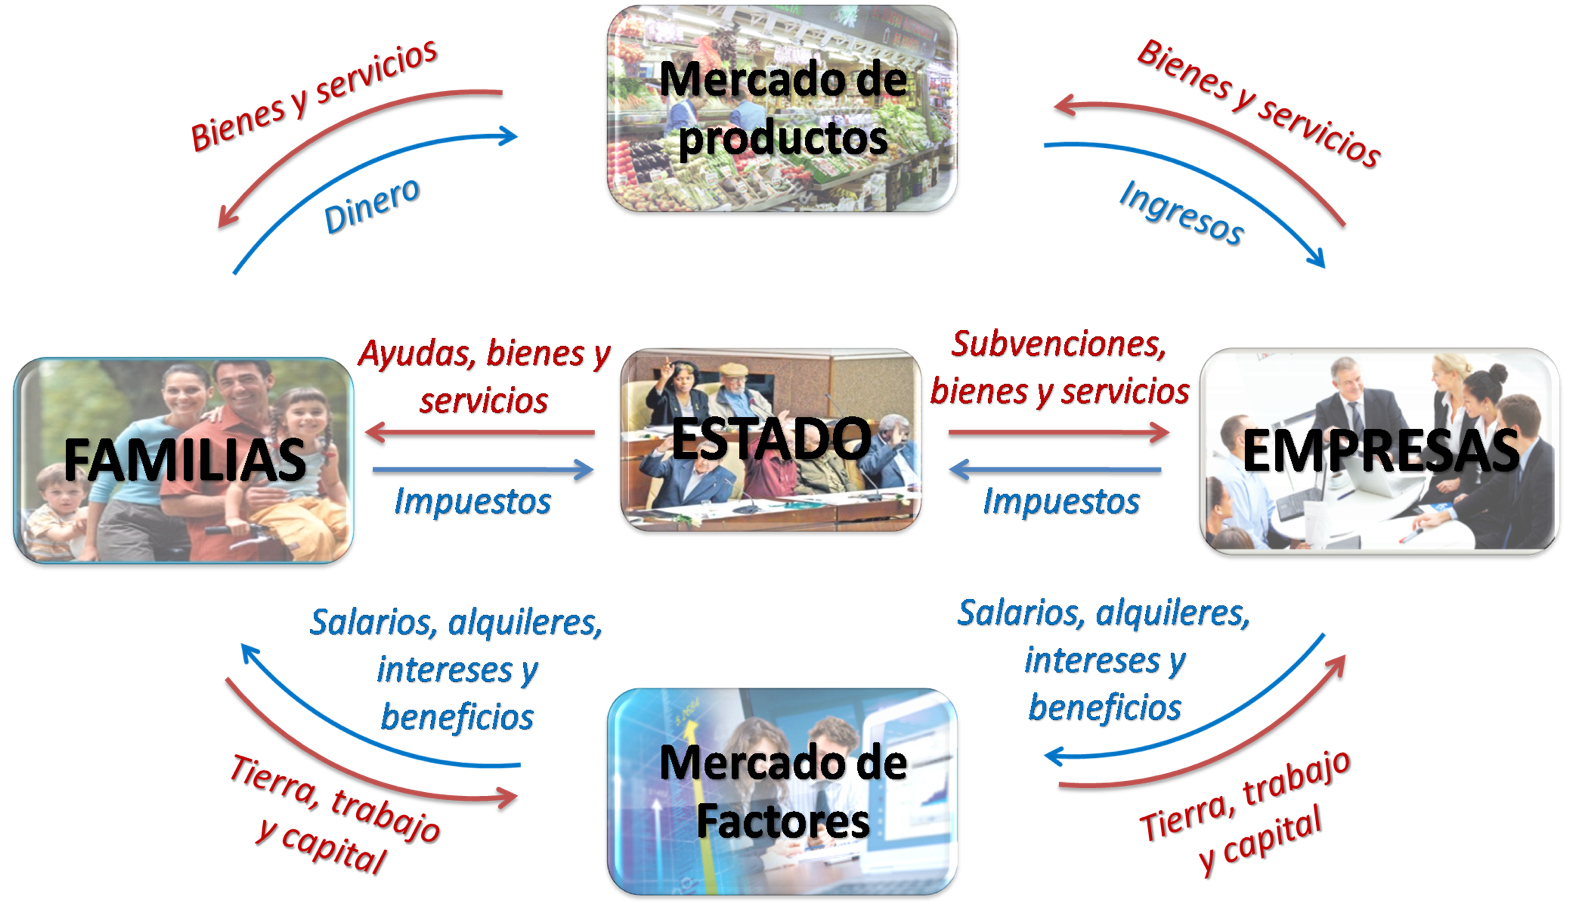 Mercado de
productos
Bienes y servicios
Dinero
Bienes y servicios
Ingresos
FAMILIAS
Ayudas, bienes y
servicios
Impuestos
ESTADO
Subvenciones,
bienes y servicios
Impuestos
EMPRESAS
Salarios, alquileres,
intereses y
beneficios
Tierra, trabajo
y capital
Mercado de
Factores
Salarios, alquileres,
intereses y
beneficios
Tierra, trabajo
y capital